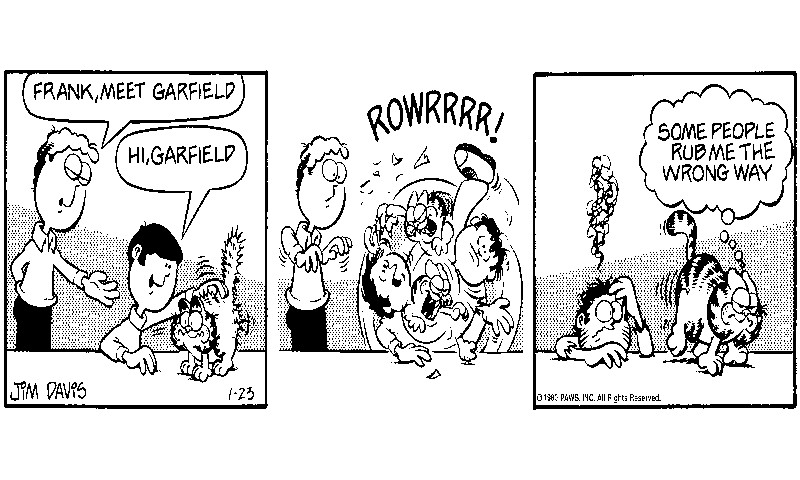 FRANK, MEET GARFIELD
HI, GARFIELD
JIM DAVIS
1-23
ROWRRRR!
SOME PEOPLE
RUB ME THE
WRONG WAY
PAWS, INC. All Rights Reserved.